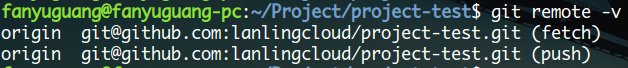 fanyuguang@fanyuguang-pc:~/Project/project-test$ git remote -v
origin  git@github.com:lanlingcloud/project-test.git (fetch)
origin  git@github.com:lanlingcloud/project-test.git (push)